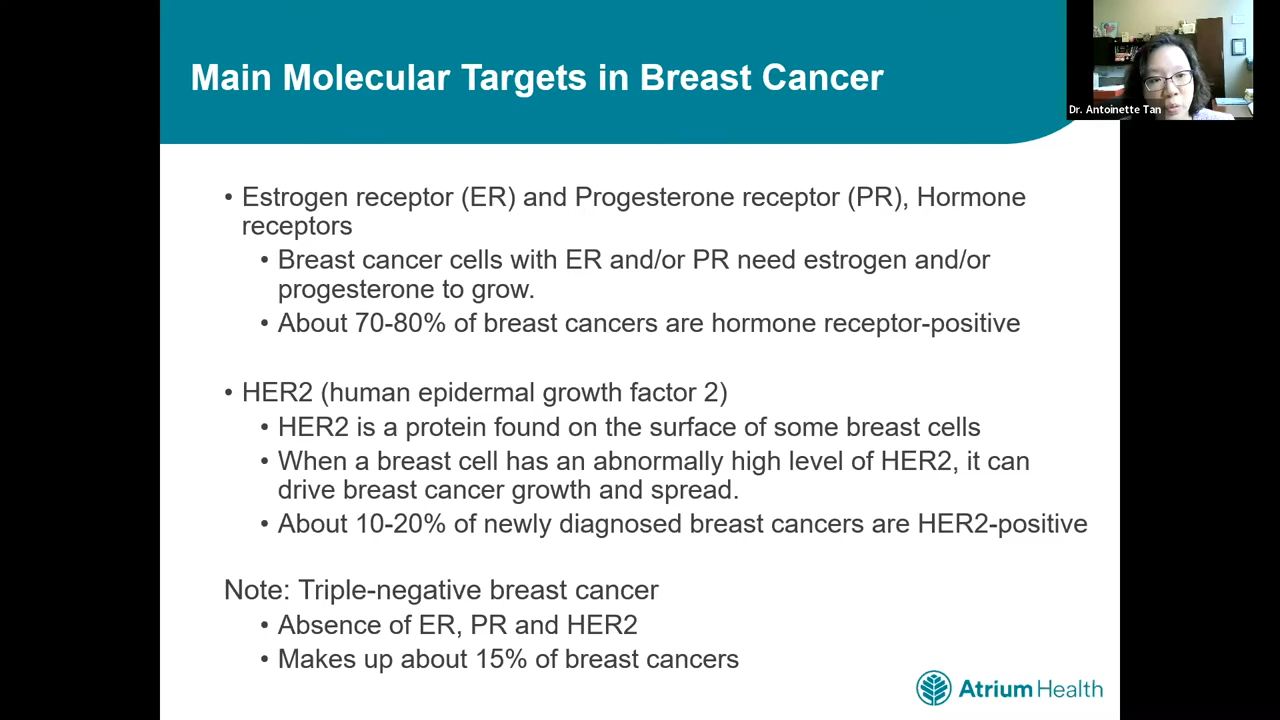 Main Molecular Targets in Breast Cancer
Dr. Antoinette Tan
• Estrogen receptor (ER) and Progesterone receptor (PR), Hormone
receptors
• Breast cancer cells with ER and/or PR need estrogen and/or
progesterone to grow.
• About 70-80% of breast cancers are hormone receptor-positive
• HER2 (human epidermal growth factor 2)
• HER2 is a protein found on the surface of some breast cells
• When a breast cell has an abnormally high level of HER2, it can
drive breast cancer growth and spread.
• About 10-20% of newly diagnosed breast cancers are HER2-positive
Note: Triple-negative breast cancer
• Absence of ER, PR and HER2
• Makes up about 15% of breast cancers
Atrium Health